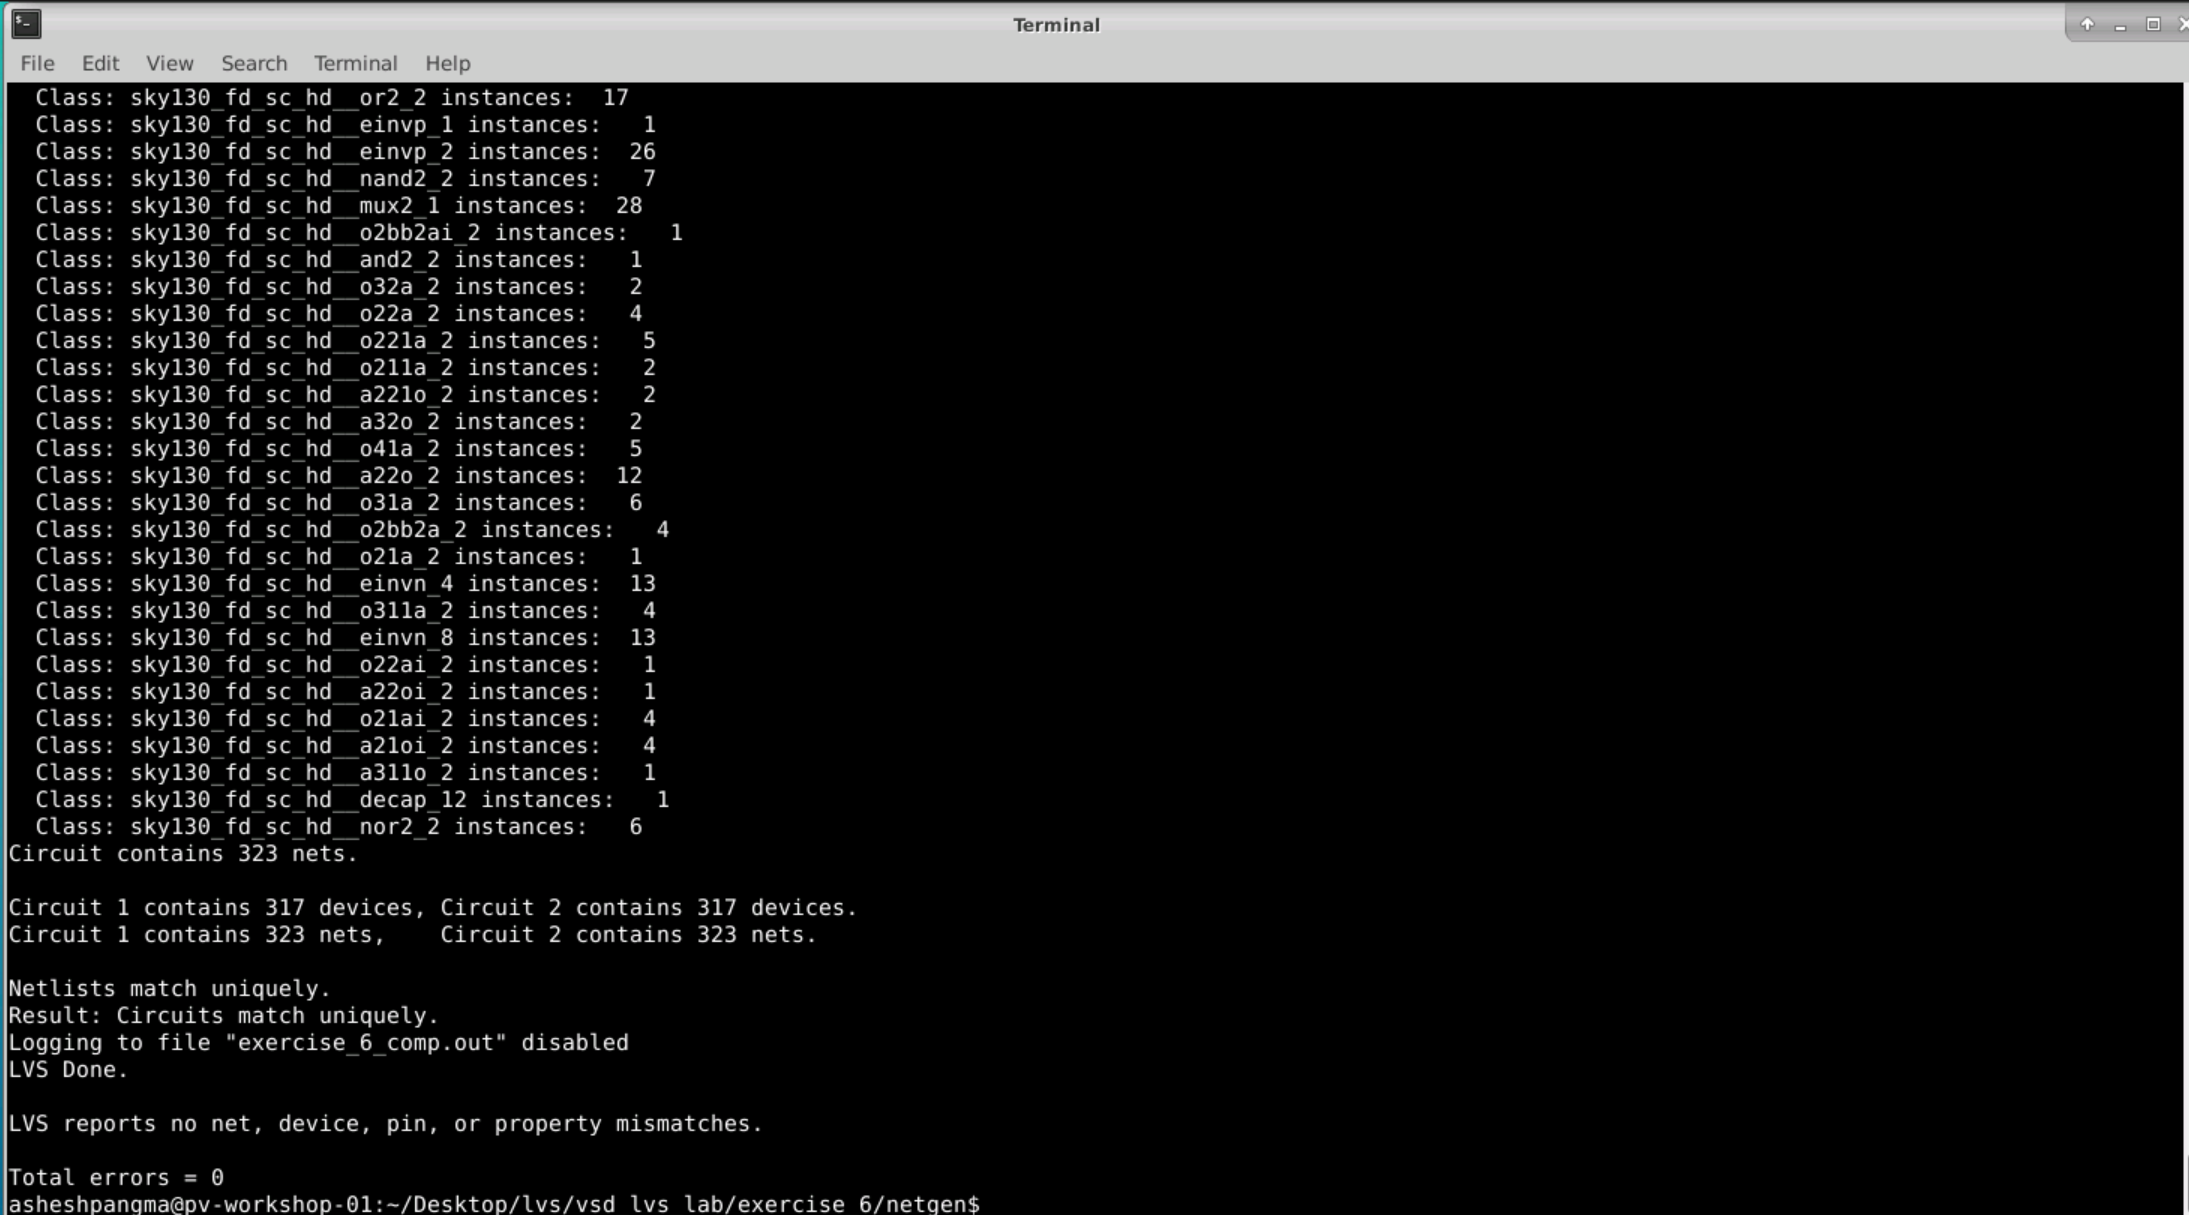 Terminal
File Edit View Search Terminal Help
Class: sky130_fd_sc_hd__or2_2 instances: 17
Class: sky130_fd_sc_hd__einvp_1 instances: 1
Class: sky130_fd_sc_hd__einvp_2 instances: 26
Class: sky130_fd_sc_hd__nand2_2 instances: 7
Class: sky130_fd_sc_hd__mux2_1 instances: 28
Class: sky130_fd_sc_hd__o2bb2ai_2 instances: 1
Class: sky130_fd_sc_hd__and2_2 instances: 1
Class: sky130_fd_sc_hd__o32a_2 instances: 2
Class: sky130_fd_sc_hd__o22a_2 instances: 4
Class: sky130_fd_sc_hd__o221a_2 instances: 5
Class: sky130_fd_sc_hd__o211a_2 instances: 2
Class: sky130_fd_sc_hd__a221o_2 instances: 2
Class: sky130_fd_sc_hd__a32o_2 instances: 2
Class: sky130_fd_sc_hd__o41a_2 instances: 5
Class: sky130_fd_sc_hd__a22o_2 instances: 12
Class: sky130_fd_sc_hd__o31a_2 instances: 6
Class: sky130_fd_sc_hd__o2bb2a_2 instances: 4
Class: sky130_fd_sc_hd__o21a_2 instances: 1
Class: sky130_fd_sc_hd__einvn_4 instances: 13
Class: sky130_fd_sc_hd__o311a_2 instances: 4
Class: sky130_fd_sc_hd__einvn_8 instances: 13
Class: sky130_fd_sc_hd__o22ai_2 instances: 1
Class: sky130_fd_sc_hd__a22oi_2 instances: 1
Class: sky130_fd_sc_hd__o21ai_2 instances: 4
Class: sky130_fd_sc_hd__a21oi_2 instances: 4
Class: sky130_fd_sc_hd__a311o_2 instances: 1
Class: sky130_fd_sc_hd__decap_12 instances: 1
Class: sky130_fd_sc_hd__nor2_2 instances: 6
Circuit contains 323 nets.
Circuit 1 contains 317 devices, Circuit 2 contains 317 devices.
Circuit 1 contains 323 nets,    Circuit 2 contains 323 nets.
Netlists match uniquely.
Result: Circuits match uniquely.
Logging to file "exercise_6_comp.out" disabled
LVS Done.
LVS reports no net, device, pin, or property mismatches.
Total errors = 0
asheshpangma@pv-workshop-01:~/Desktop/lvs/vsd_lvs_lab/exercise_6/netgen$